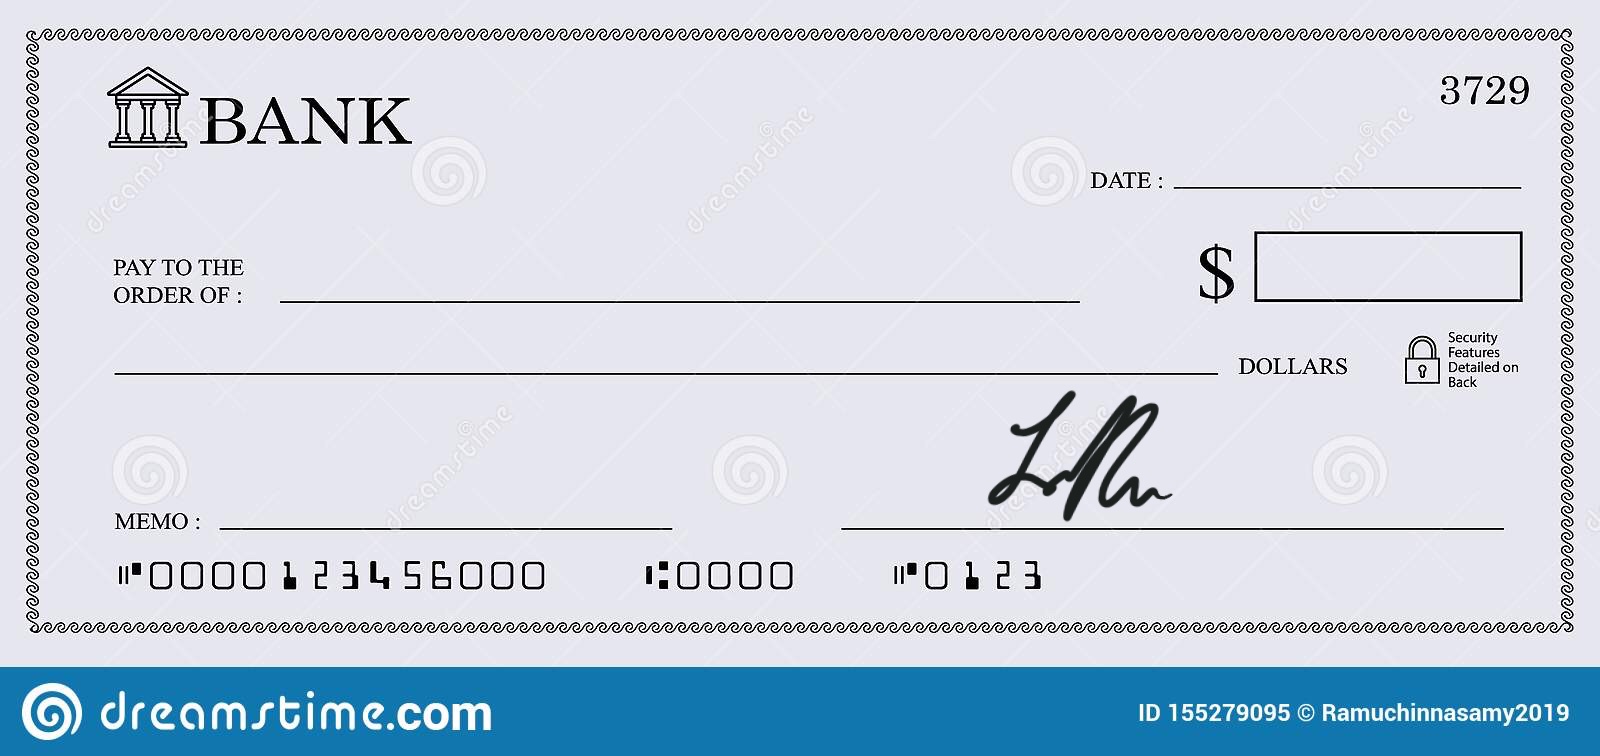 BANK
3729
DATE :
PAY TO THE
ORDER OF :
$
DOLLARS
Security
Features
Detailed on
Back
MEMO :
⑈0000123456000 ⑆0000 ⑈0123
dreamstime.com
ID 155279095 © Ramuchinnasamy2019